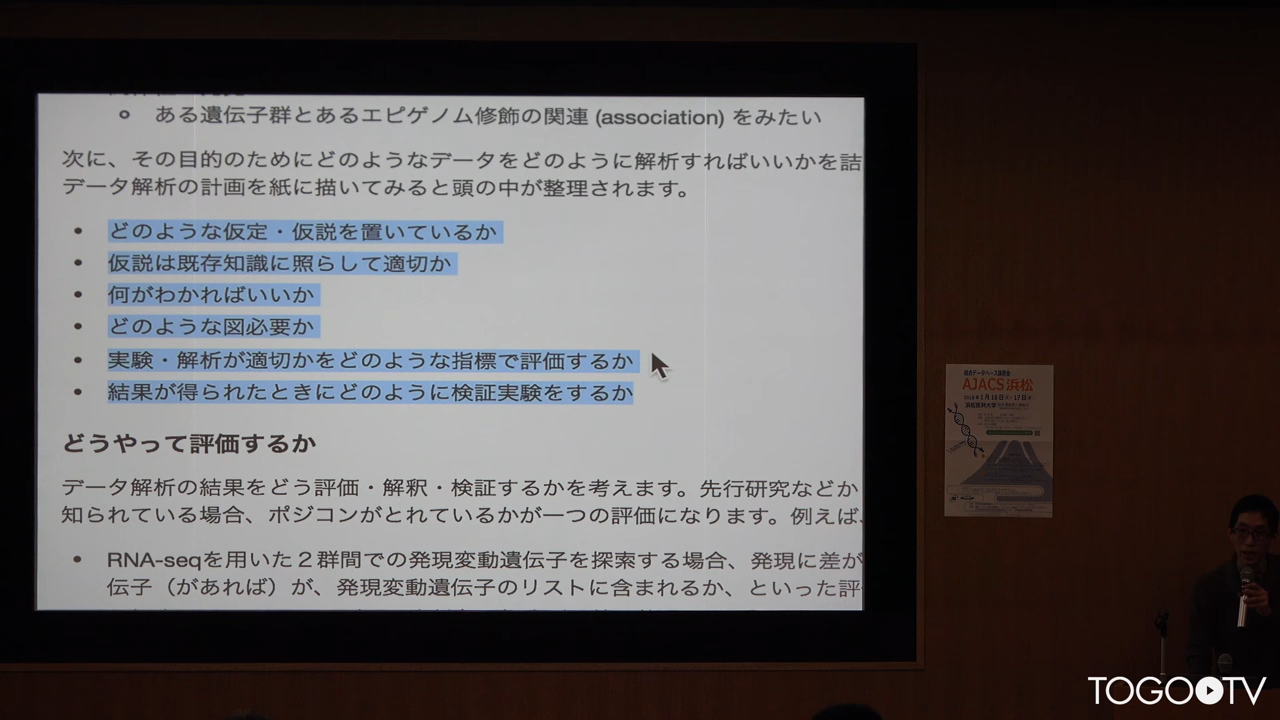 ある遺伝子群とあるエピゲノム修飾の関連 (association) をみたい
次に、その目的のためにどのようなデータをどのように解析すればいいかを詰
データ解析の計画を紙に描いてみると頭の中が整理されます。
どのような仮定・仮説を置いているか
仮説は既存知識に照らして適切か
何がわかればいいか
どのような図必要か
実験・解析が適切かをどのような指標で評価するか
結果が得られたときにどのように検証実験をするか
どうやって評価するか
データ解析の結果をどう評価・解釈・検証するかを考えます。先行研究などか
知られている場合、ポジコンがとれているかが一つの評価になります。例えば、
RNA-seqを用いた２群間での発現変動遺伝子を探索する場合、発現に差が
伝子（があれば）が、発現変動遺伝子のリストに含まれるか、といった評
統合データベース講習会
AJACS浜松
TOGOTV